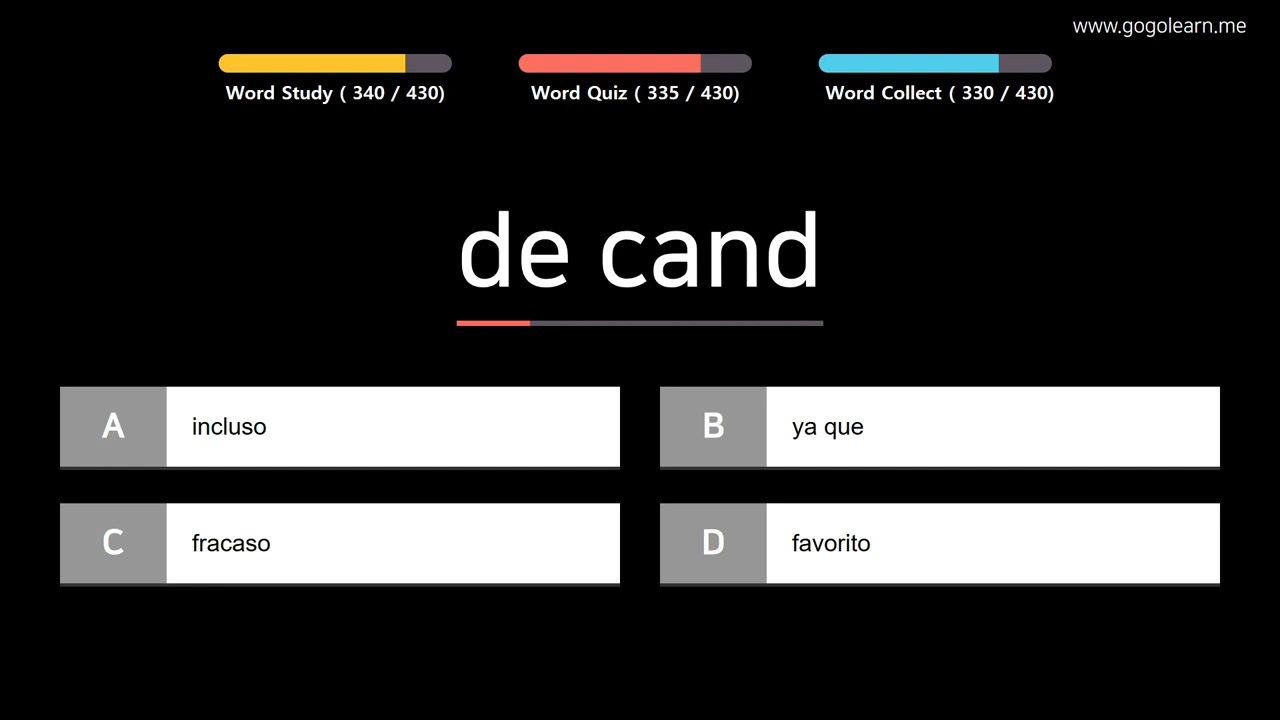 www.gogolearn.me
Word Study ( 340 / 430)
Word Quiz ( 335 / 430)
Word Collect ( 330 / 430)
de cand
A incluso
B ya que
C fracaso
D favorito